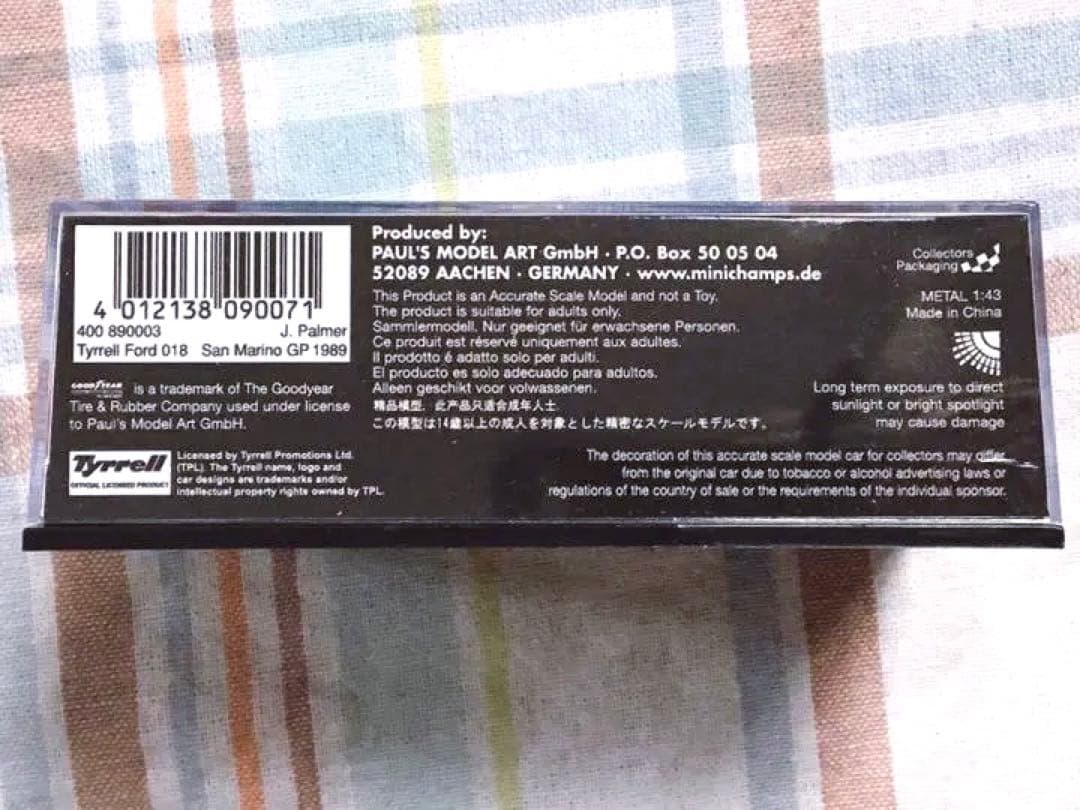 4 012138 090071
400 890003 J. Palmer
Tyrrell Ford 018 San Marino GP 1989
GOODYEAR is a trademark of The Goodyear
Tire & Rubber Company used under license
to Paul's Model Art GmbH.
Tyrrell
OFFICIAL LICENSED PRODUCT
Licensed by Tyrrell Promotions Ltd.
(TPL). The Tyrrell name, logo and
car designs are trademarks and/or
intellectual property rights owned by TPL.
Produced by:
PAUL'S MODEL ART GmbH · P.O. Box 50 05 04
52089 AACHEN · GERMANY · www.minichamps.de
This Product is an Accurate Scale Model and not a Toy.
The product is suitable for adults only.
Sammlermodell. Nur geeignet für erwachsene Personen.
Ce produit est réservé uniquement aux adultes.
Il prodotto é adatto solo per adulti.
El producto es solo adecuado para adultos.
Alleen geschikt voor volwassenen.
精品模型. 此产品只适合成年人士
この模型は14歳以上の成人を対象とした精密なスケールモデルです。
Collectors
Packaging
METAL 1:43
Made in China
Long term exposure to direct
sunlight or bright spotlight
may cause damage
The decoration of this accurate scale model car for collectors may differ
from the original car due to tobacco or alcohol advertising laws or
regulations of the country of sale or the requirements of the individual sponsor.